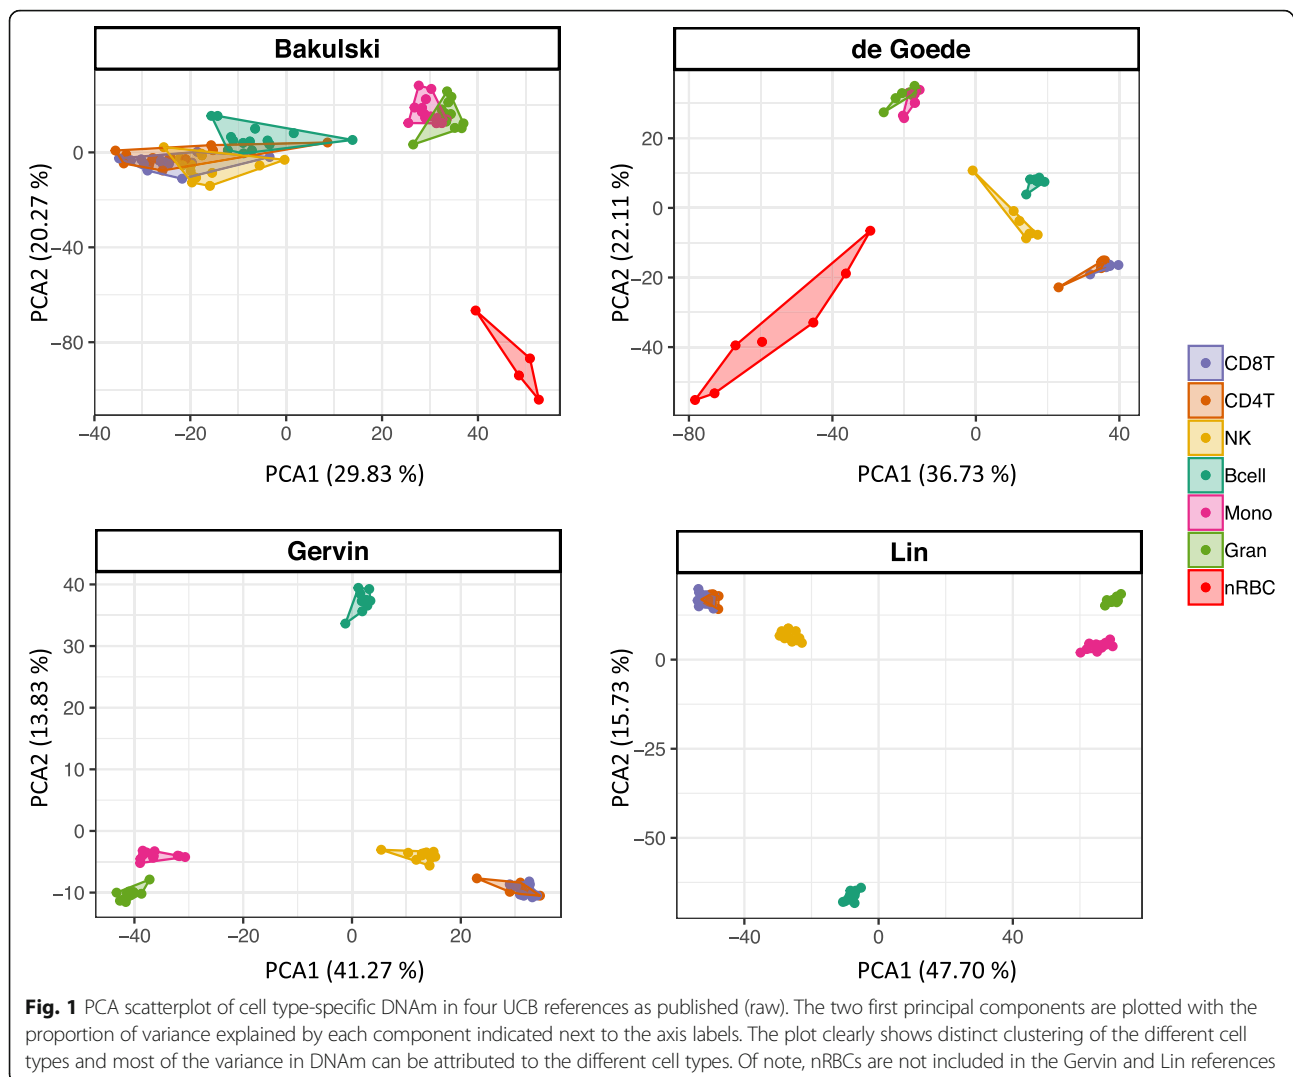 Bakulski
de Goede
0
−40
−80
PCA2 (20.27 %)
−40
−20
0
20
40
PCA1 (29.83 %)
20
0
−20
−40
PCA2 (22.11 %)
−80
−40
0
40
PCA1 (36.73 %)
CD8T
CD4T
NK
Bcell
Mono
Gran
nRBC
Gervin
Lin
40
30
20
10
0
−10
PCA2 (13.83 %)
−40
−20
0
20
PCA1 (41.27 %)
0
−25
−50
PCA2 (15.73 %)
−40
0
40
PCA1 (47.70 %)
Fig. 1 PCA scatterplot of cell type-specific DNAm in four UCB references as published (raw). The two first principal components are plotted with the
proportion of variance explained by each component indicated next to the axis labels. The plot clearly shows distinct clustering of the different cell
types and most of the variance in DNAm can be attributed to the different cell types. Of note, nRBCs are not included in the Gervin and Lin references